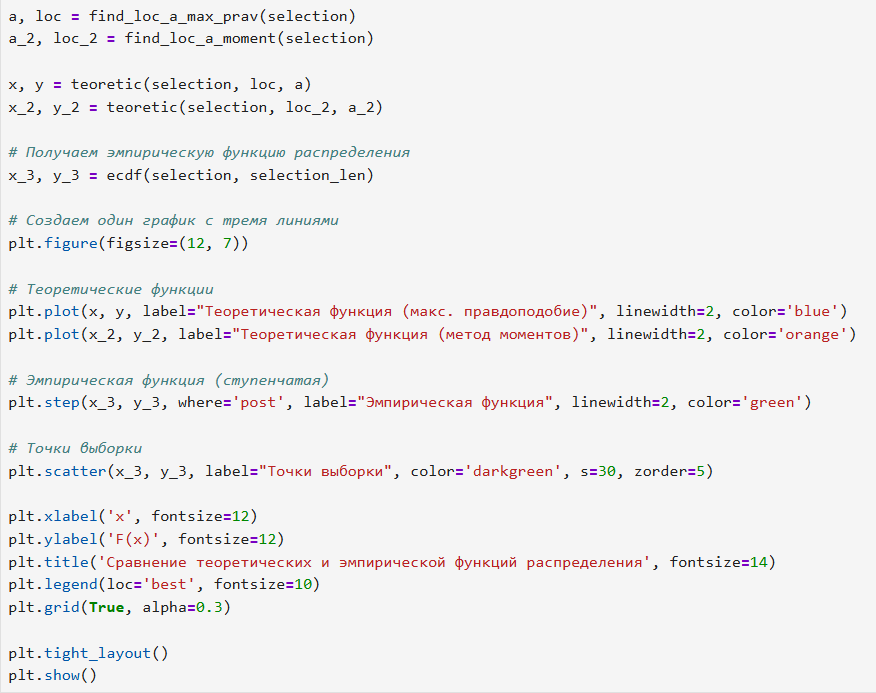 a, loc = find_loc_a_max_prav(selection)
a_2, loc_2 = find_loc_a_moment(selection)
x, y = teoretic(selection, loc, a)
x_2, y_2 = teoretic(selection, loc_2, a_2)
# Получаем эмпирическую функцию распределения
x_3, y_3 = ecdf(selection, selection_len)
# Создаем один график с тремя линиями
plt.figure(figsize=(12, 7))
# Теоретические функции
plt.plot(x, y, label="Теоретическая функция (макс. правдоподобие)", linewidth=2, color='blue')
plt.plot(x_2, y_2, label="Теоретическая функция (метод моментов)", linewidth=2, color='orange')
# Эмпирическая функция (ступенчатая)
plt.step(x_3, y_3, where='post', label="Эмпирическая функция", linewidth=2, color='green')
# Точки выборки
plt.scatter(x_3, y_3, label="Точки выборки", color='darkgreen', s=30, zorder=5)
plt.xlabel('x', fontsize=12)
plt.ylabel('F(x)', fontsize=12)
plt.title('Сравнение теоретических и эмпирической функций распределения', fontsize=14)
plt.legend(loc='best', fontsize=10)
plt.grid(True, alpha=0.3)
plt.tight_layout()
plt.show()